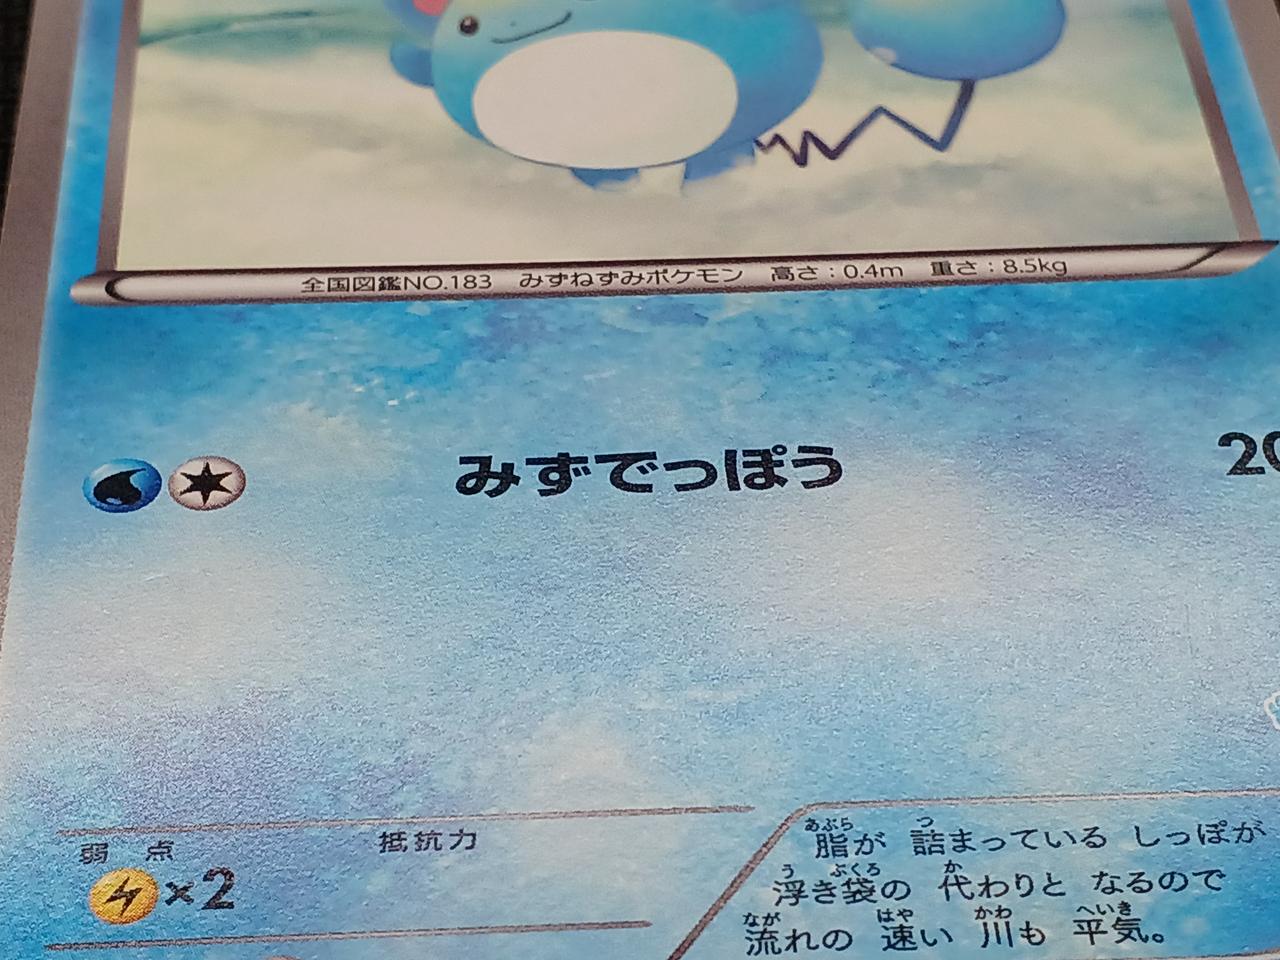 全国図鑑NO.183 みずねずみポケモン 高さ：0.4m 重さ：8.5kg
みずでっぽう 20
弱点 抵抗力
×2
脂が 詰まっている しっぽが
浮き袋の 代わりと なるので
流れの 速い 川も 平気。